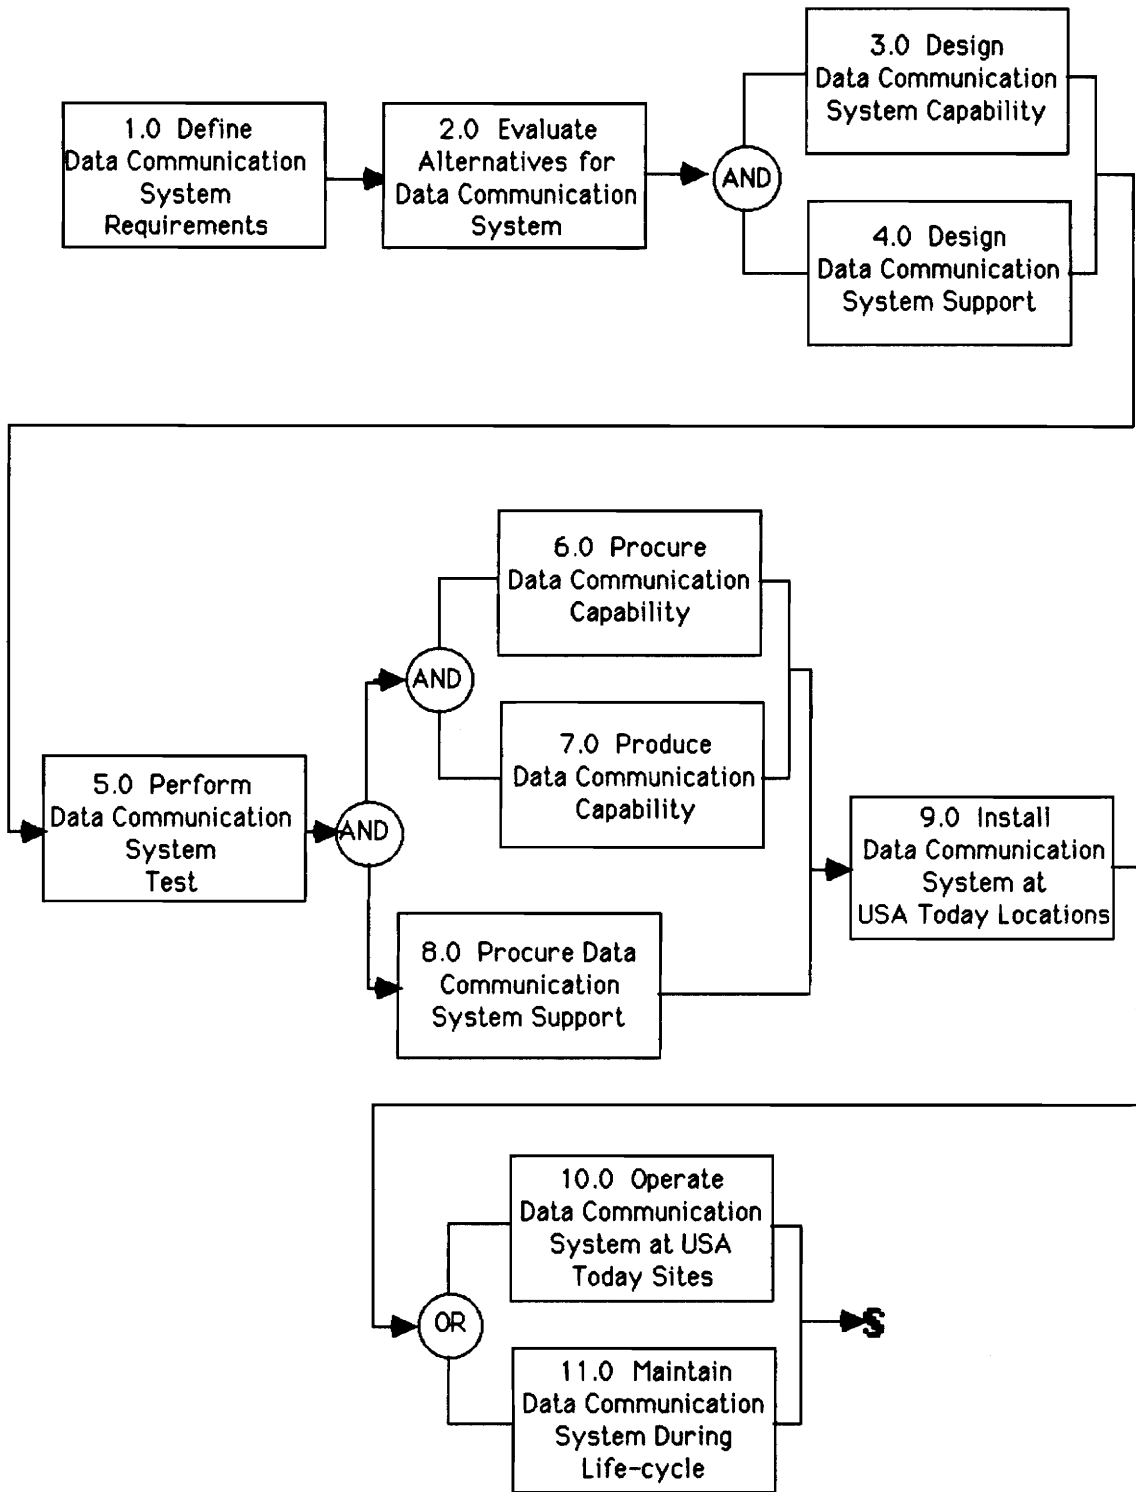 1.0 Define
Data Communication
System
Requirements
2.0 Evaluate
Alternatives for
Data Communication
System
AND
3.0 Design
Data Communication
System Capability
4.0 Design
Data Communication
System Support
5.0 Perform
Data Communication
System
Test
AND
AND
6.0 Procure
Data Communication
Capability
7.0 Produce
Data Communication
Capability
8.0 Procure Data
Communication
System Support
9.0 Install
Data Communication
System at
USA Today Locations
OR
10.0 Operate
Data Communication
System at USA
Today Sites
11.0 Maintain
Data Communication
System During
Life-cycle
S